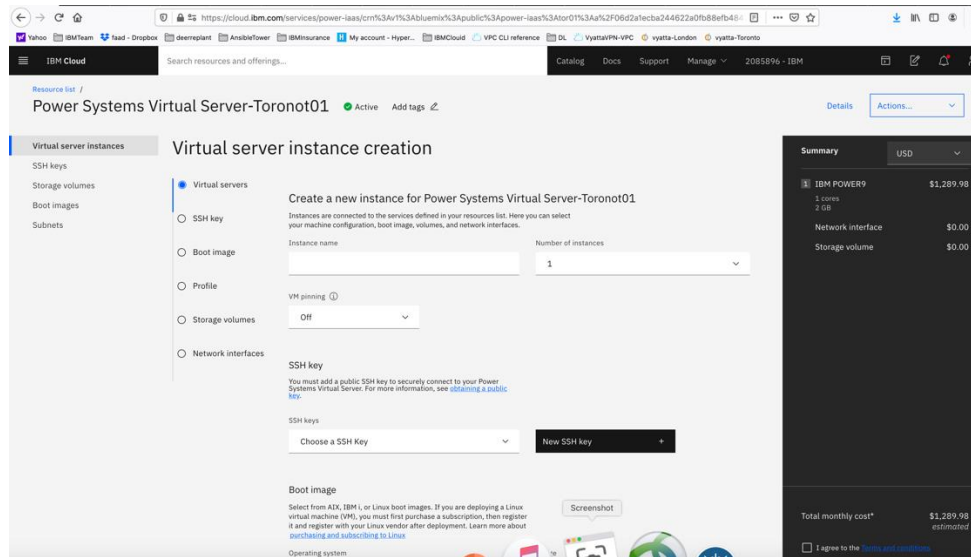 https://cloud.ibm.com/services/power-iaas/crn%3Av1%3Abluemix%3Apublic%3Apower-iaas%3Ator01%3Aa%2F06d2a1ecba244622a0fb88efb484
Yahoo IBMTeam faad - Dropbox deerreplant AnsibleTower IBMInsurance My account - Hyper... IBMClouid VPC CLI reference DL VyattaVPN-VPC vyatta-London vyatta-Toronto
IBM Cloud Search resources and offerings... Catalog Docs Support Manage 2085896 - IBM
Resource list /
Power Systems Virtual Server-Toronot01 Active Add tags Details Actions...
Virtual server instances
SSH keys
Storage volumes
Boot images
Subnets
Virtual server instance creation
Virtual servers
SSH key
Boot image
Profile
Storage volumes
Network interfaces
Create a new instance for Power Systems Virtual Server-Toronot01
Instances are connected to the services defined in your resources list. Here you can select
your machine configuration, boot image, volumes, and network interfaces.
Instance name Number of instances
1
VM pinning
Off
SSH key
You must add a public SSH key to securely connect to your Power
Systems Virtual Server. For more information, see obtaining a public
key.
SSH keys
Choose a SSH Key New SSH key +
Boot image
Select from AIX, IBM i, or Linux boot images. If you are deploying a Linux
virtual machine (VM), you must first purchase a subscription, then register
it and register with your Linux vendor after deployment. Learn more about
purchasing and subscribing to Linux
Operating system
Screenshot
Summary USD
1 IBM POWER9 $1,289.98
1 cores
2 GB
Network interface $0.00
Storage volume $0.00
Total monthly cost* $1,289.98
estimated
I agree to the Terms and conditions